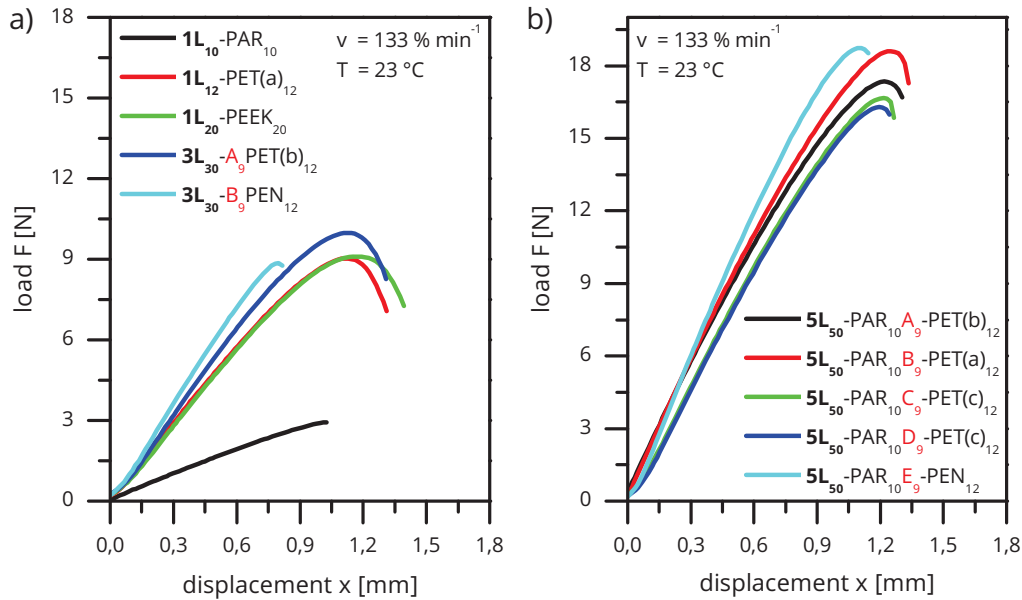 a)
18
15
12
9
6
3
0
load F [N]
1L₁₀-PAR₁₀
1L₁₂-PET(a)₁₂
1L₂₀-PEEK₂₀
3L₃₀-A₉PET(b)₁₂
3L₃₀-B₉PEN₁₂
v = 133 % min⁻¹
T = 23 °C
0,0 0,3 0,6 0,9 1,2 1,5 1,8
displacement x [mm]
b)
18
15
12
9
6
3
0
load F [N]
v = 133 % min⁻¹
T = 23 °C
5L₅₀-PAR₁₀A₉-PET(b)₁₂
5L₅₀-PAR₁₀B₉-PET(a)₁₂
5L₅₀-PAR₁₀C₉-PET(c)₁₂
5L₅₀-PAR₁₀D₉-PET(c)₁₂
5L₅₀-PAR₁₀E₉-PEN₁₂
0,0 0,3 0,6 0,9 1,2 1,5 1,8
displacement x [mm]